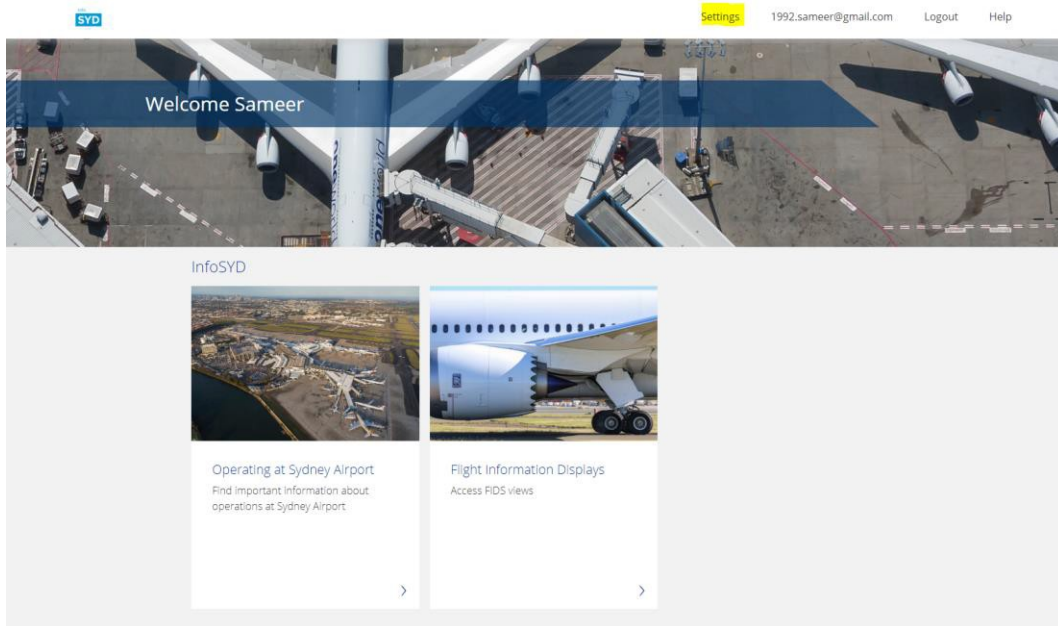 info
SYD
Settings 1992.sameer@gmail.com Logout Help
Welcome Sameer
InfoSYD
Operating at Sydney Airport
Find important information about
operations at Sydney Airport
Flight Information Displays
Access FIDS views